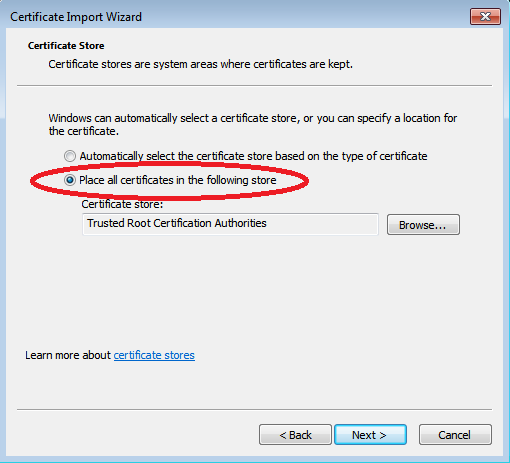 Certificate Import Wizard
Certificate Store
Certificate stores are system areas where certificates are kept.
Windows can automatically select a certificate store, or you can specify a location for
the certificate.
Automatically select the certificate store based on the type of certificate
Place all certificates in the following store
Certificate store:
Trusted Root Certification Authorities
Browse...
Learn more about certificate stores
< Back
Next >
Cancel